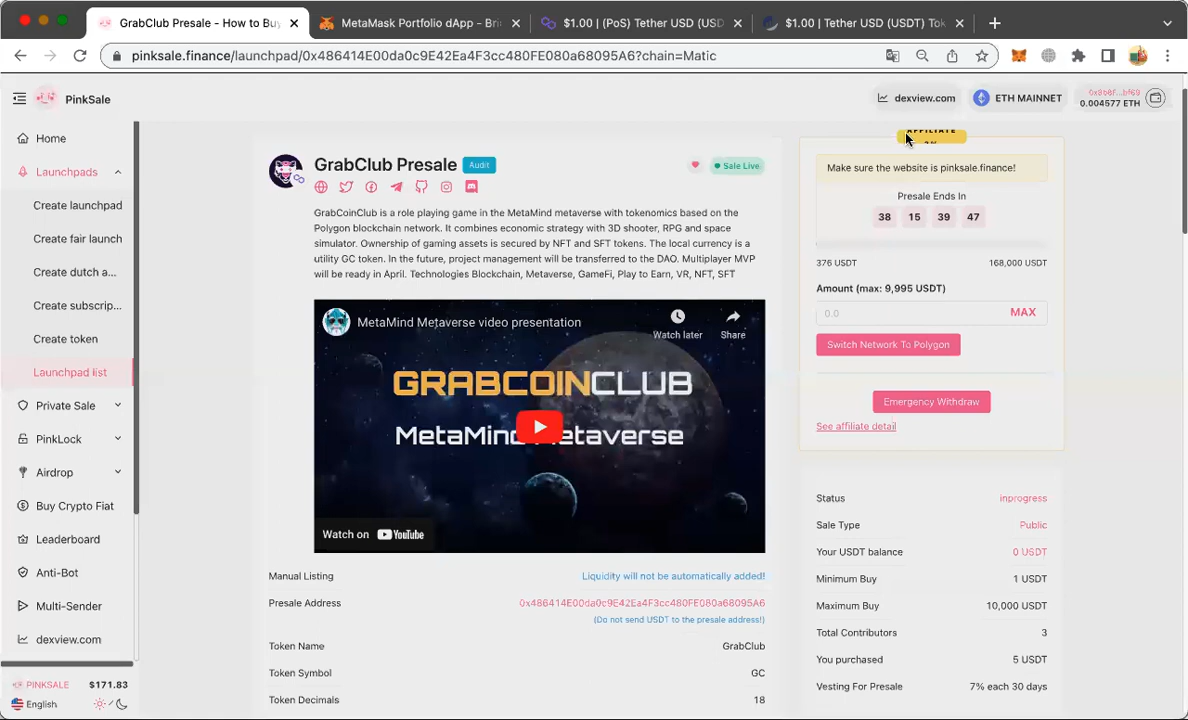 GrabClub Presale - How to Buy
MetaMask Portfolio dApp - Bri
$1.00 | (PoS) Tether USD (USD
$1.00 | Tether USD (USDT) Tok
pinksale.finance/launchpad/0x486414E00da0c9E42Ea4F3cc480FE080a68095A6?chain=Matic
PinkSale
dexview.com
ETH MAINNET
0.004577 ETH
Home
Launchpads
Create launchpad
Create fair launch
Create dutch a...
Create subscrip...
Create token
Launchpad list
Private Sale
PinkLock
Airdrop
Buy Crypto Fiat
Leaderboard
Anti-Bot
Multi-Sender
dexview.com
PINKSALE $171.83
English
GrabClub Presale Audit
Sale Live
GrabCoinClub is a role playing game in the MetaMind metaverse with tokenomics based on the
Polygon blockchain network. It combines economic strategy with 3D shooter, RPG and space
simulator. Ownership of gaming assets is secured by NFT and SFT tokens. The local currency is a
utility GC token. In the future, project management will be transferred to the DAO. Multiplayer MVP
will be ready in April. Technologies Blockchain, Metaverse, GameFi, Play to Earn, VR, NFT, SFT
MetaMind Metaverse video presentation
Watch later
Share
GRABCOINCLUB
MetaMind Metaverse
Watch on YouTube
Manual Listing Liquidity will not be automatically added!
Presale Address 0x486414E00da0c9E42Ea4F3cc480FE080a68095A6
(Do not send USDT to the presale address!)
Token Name GrabClub
Token Symbol GC
Token Decimals 18
AFFILIATE
Make sure the website is pinksale.finance!
Presale Ends In
38 15 39 47
376 USDT 168,000 USDT
Amount (max: 9,995 USDT)
0.0 MAX
Switch Network To Polygon
Emergency Withdraw
See affiliate detail
Status inprogress
Sale Type Public
Your USDT balance 0 USDT
Minimum Buy 1 USDT
Maximum Buy 10,000 USDT
Total Contributors 3
You purchased 5 USDT
Vesting For Presale 7% each 30 days